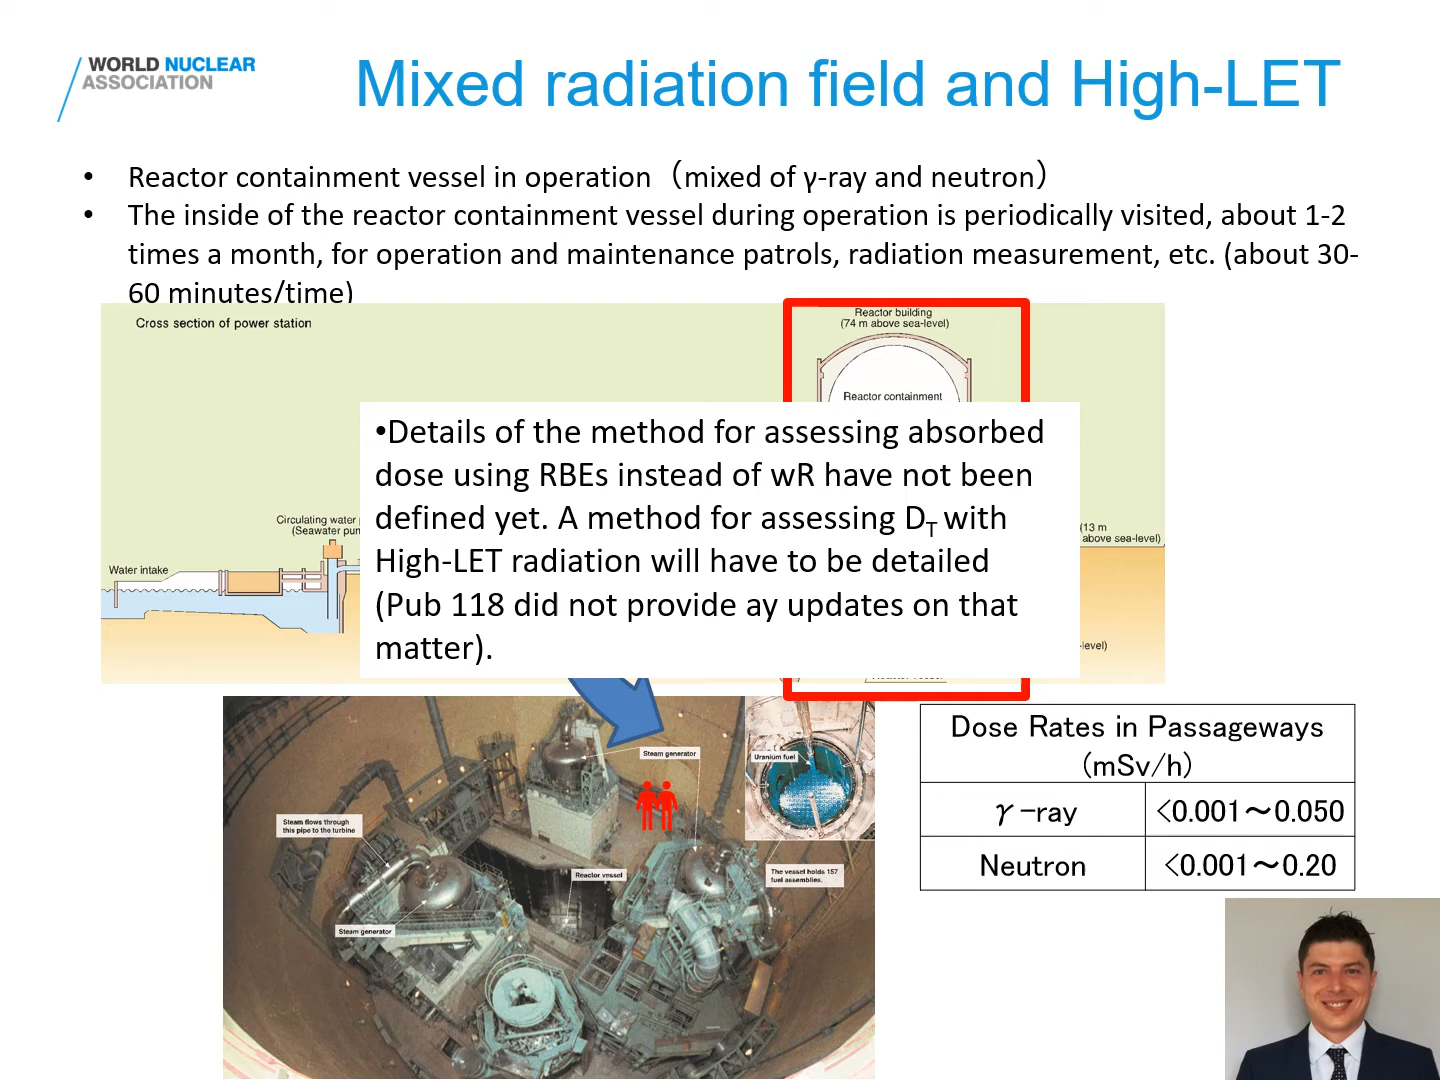 WORLD NUCLEAR
ASSOCIATION
Mixed radiation field and High-LET
• Reactor containment vessel in operation （mixed of γ-ray and neutron）
• The inside of the reactor containment vessel during operation is periodically visited, about 1-2
times a month, for operation and maintenance patrols, radiation measurement, etc. (about 30-
60 minutes/time)
Cross section of power station
Reactor building
(74 m above sea-level)
Reactor containment
•Details of the method for assessing absorbed
dose using RBEs instead of wR have not been
defined yet. A method for assessing DT with
High-LET radiation will have to be detailed
(Pub 118 did not provide ay updates on that
matter).
Circulating water
(Seawater
(13 m
above sea-level)
Water intake
-level)
Steam generator
Uranium fuel
Steam flows through
this pipe to the turbine
Reactor vessel
The vessel holds 157
fuel assemblies.
Steam generator
Dose Rates in Passageways
(mSv/h)
γ-ray <0.001～0.050
Neutron <0.001～0.20